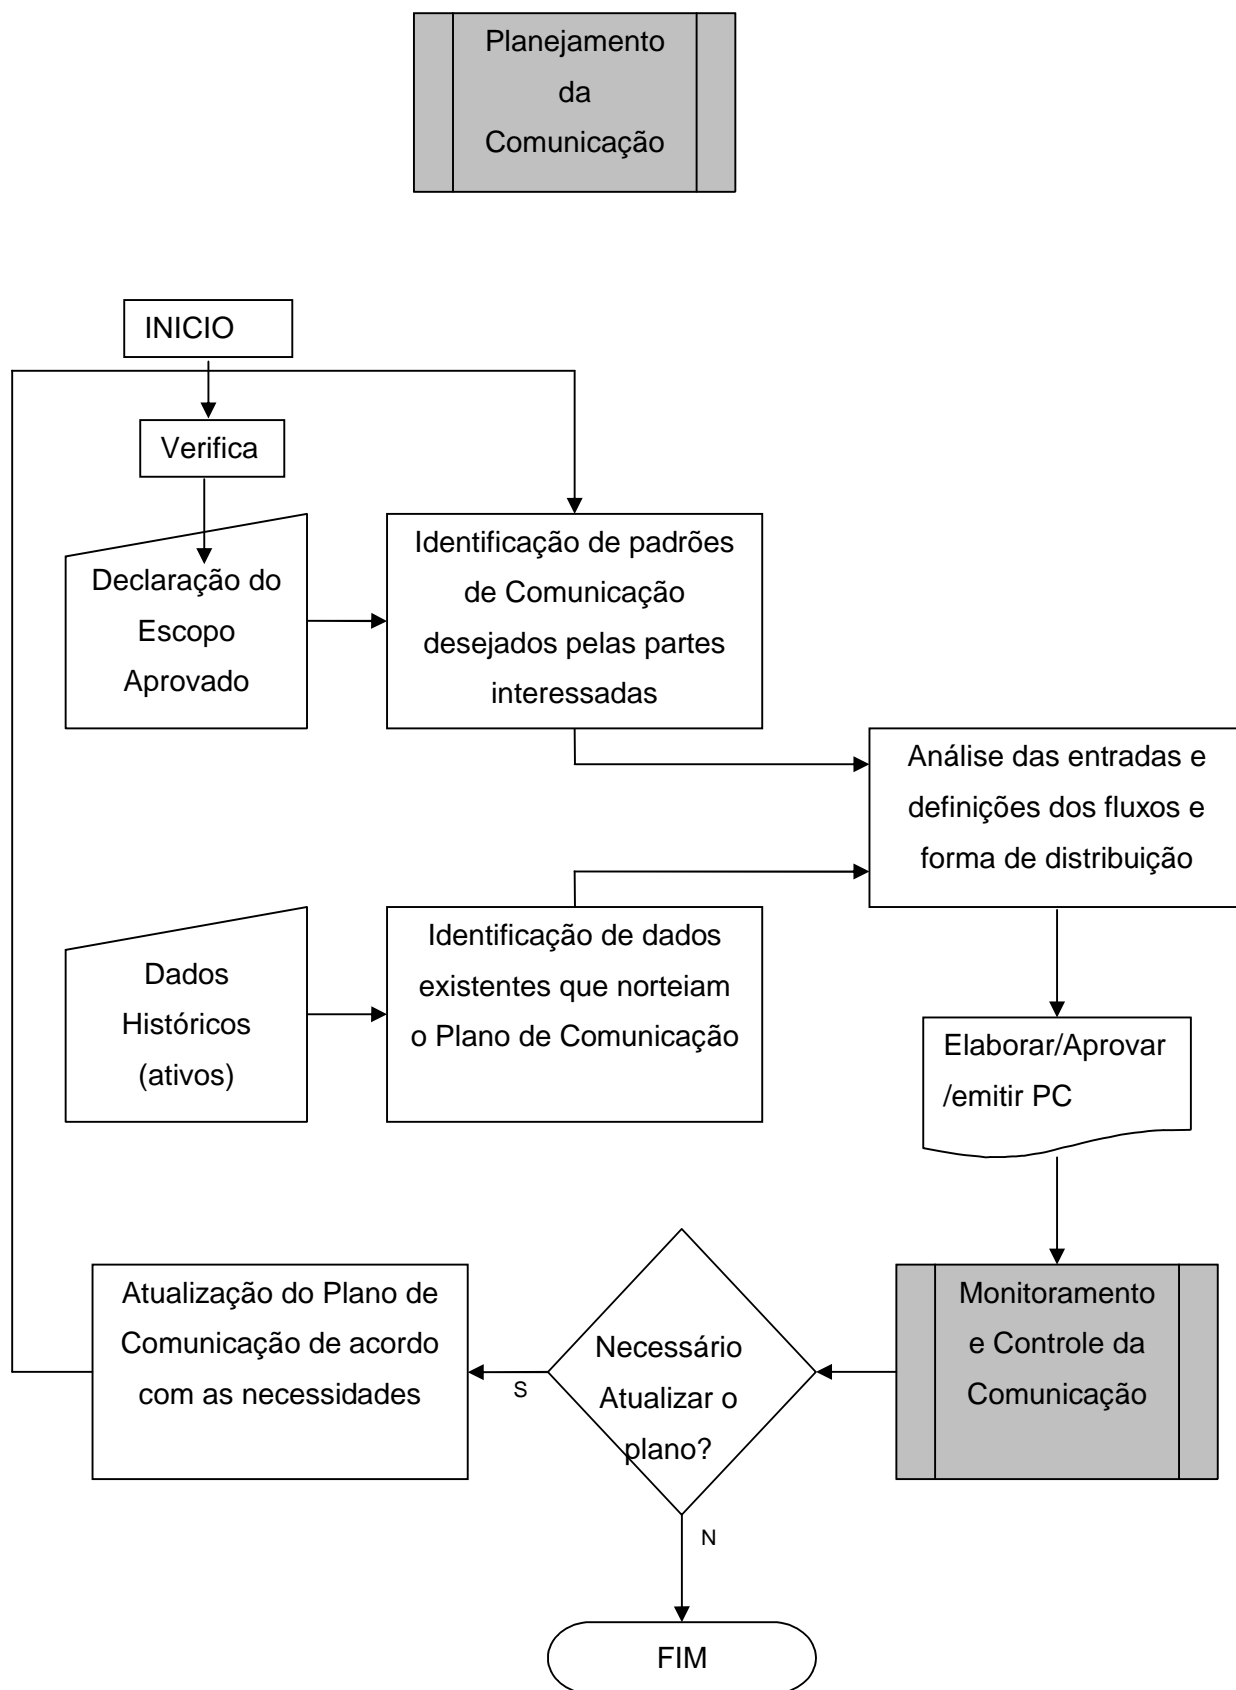 Planejamento
da
Comunicação
INICIO
Verifica
Declaração do
Escopo
Aprovado
Identificação de padrões
de Comunicação
desejados pelas partes
interessadas
Análise das entradas e
definições dos fluxos e
forma de distribuição
Dados
Históricos
(ativos)
Identificação de dados
existentes que norteiam
o Plano de Comunicação
Elaborar/Aprovar
/emitir PC
Atualização do Plano de
Comunicação de acordo
com as necessidades
S
Necessário
Atualizar o
plano?
Monitoramento
e Controle da
Comunicação
N
FIM